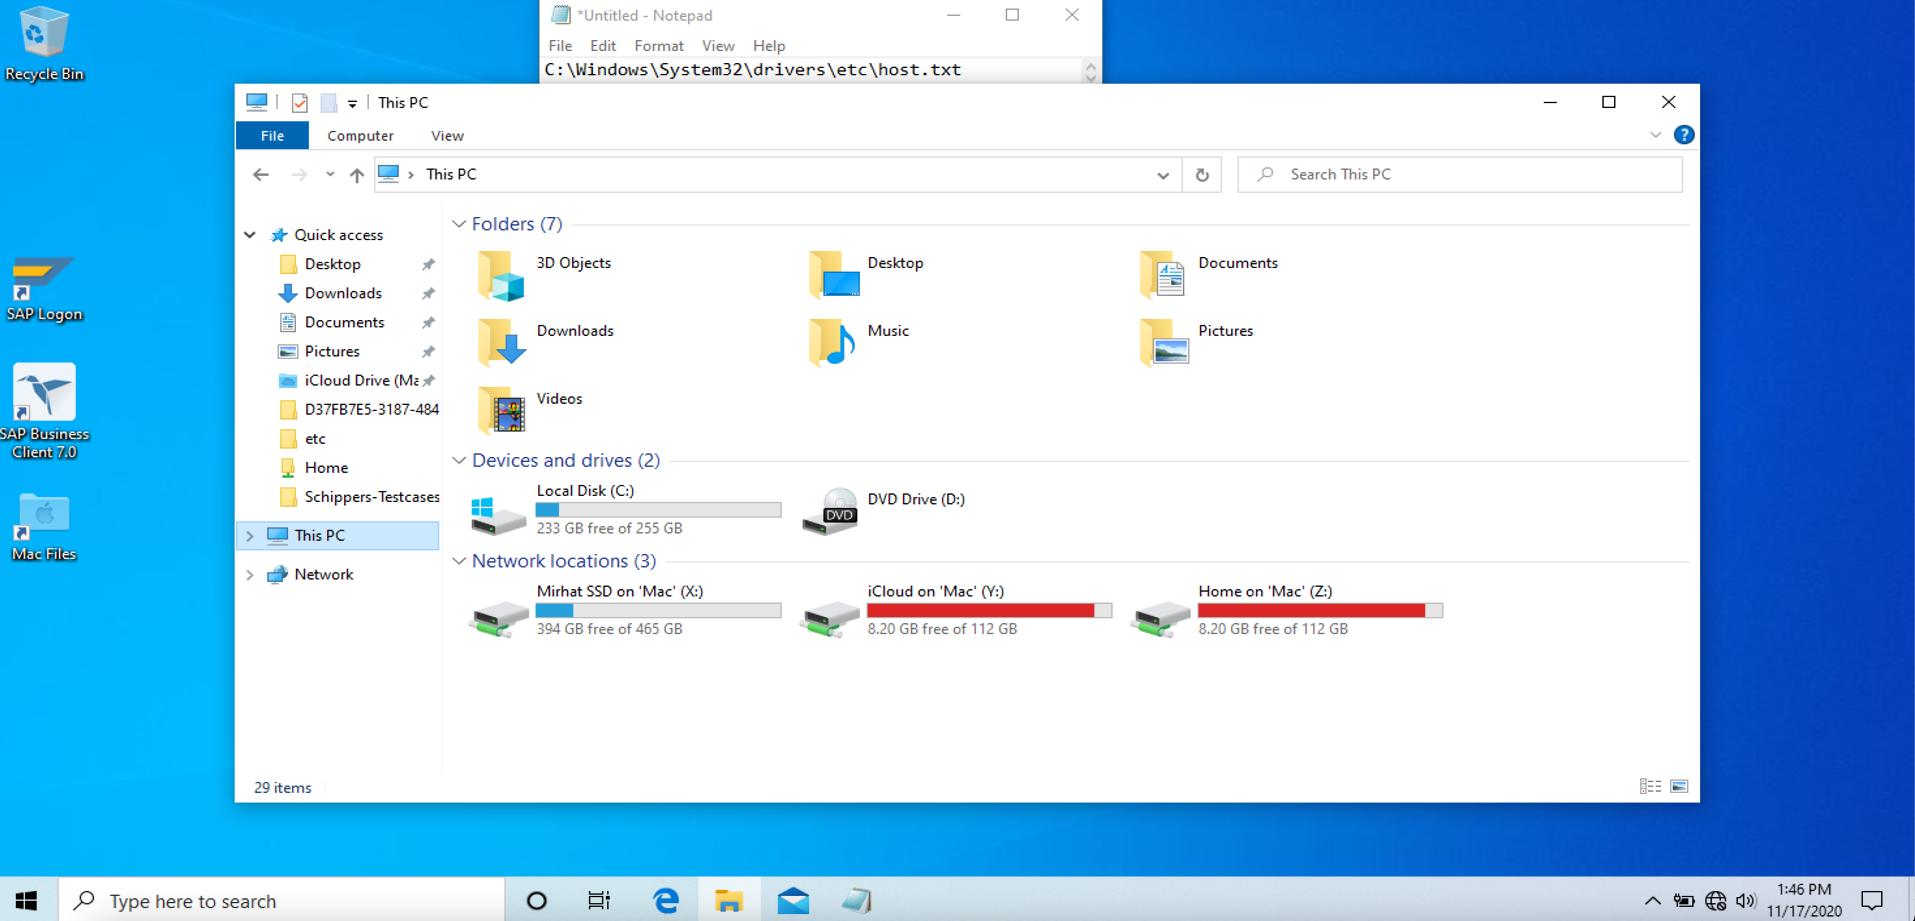 Recycle Bin
*Untitled - Notepad
File Edit Format View Help
C:\Windows\System32\drivers\etc\host.txt
This PC
File Computer View
This PC
Search This PC
Quick access
Desktop
Downloads
Documents
Pictures
iCloud Drive (Ma
D37FB7E5-3187-484
etc
Home
Schippers-Testcases
This PC
Network
Folders (7)
3D Objects
Desktop
Documents
Downloads
Music
Pictures
Videos
Devices and drives (2)
Local Disk (C:)
233 GB free of 255 GB
DVD
DVD Drive (D:)
Network locations (3)
Mirhat SSD on 'Mac' (X:)
394 GB free of 465 GB
iCloud on 'Mac' (Y:)
8.20 GB free of 112 GB
Home on 'Mac' (Z:)
8.20 GB free of 112 GB
29 items
SAP Logon
SAP Business
Client 7.0
Mac Files
Type here to search
1:46 PM
11/17/2020